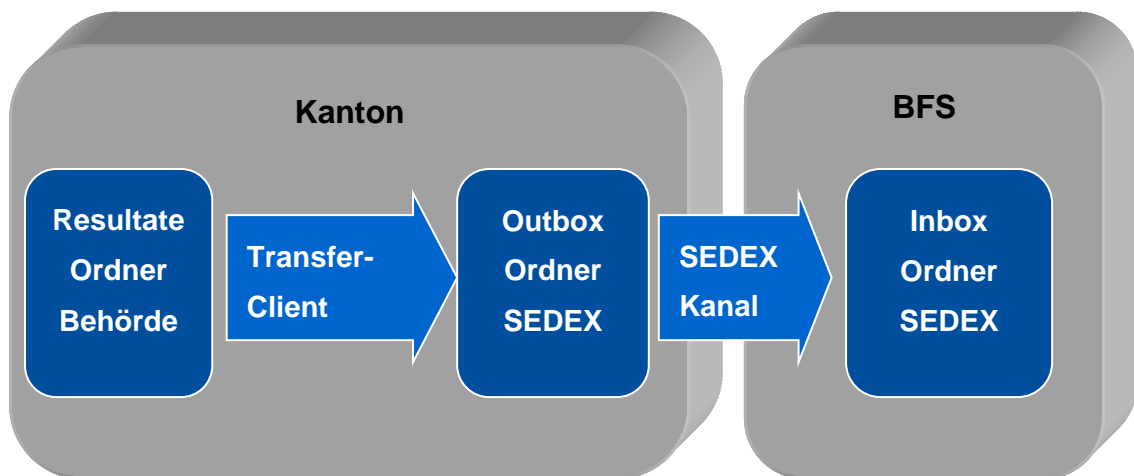 Kanton
BFS
Resultate
Ordner
Behörde
Transfer-
Client
Outbox
Ordner
SEDEX
SEDEX
Kanal
Inbox
Ordner
SEDEX